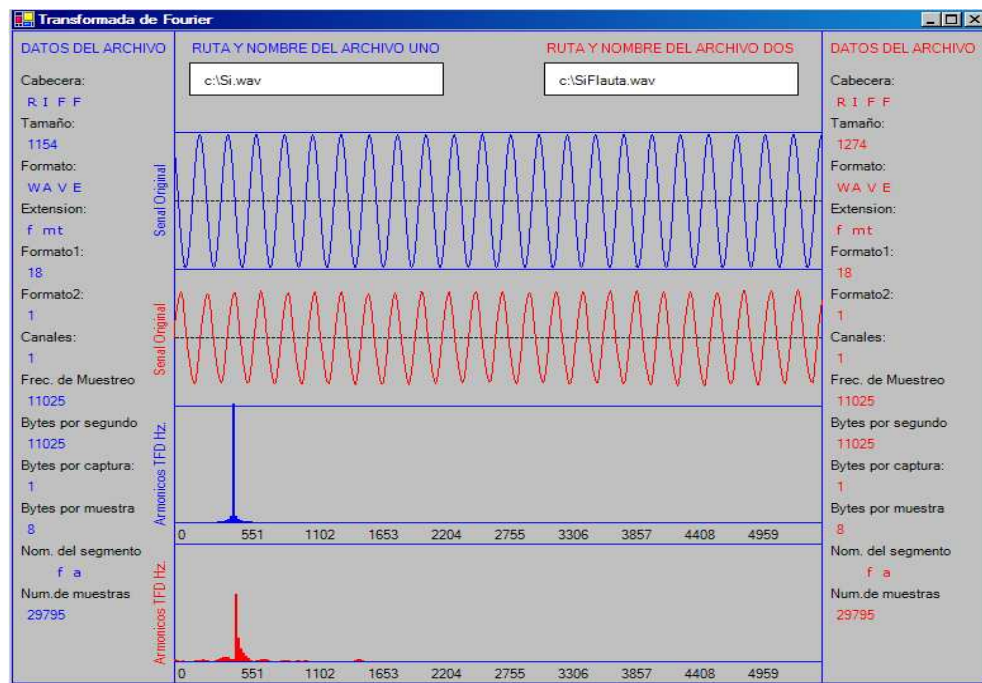 Transformada de Fourier
DATOS DEL ARCHIVO
Cabecera:
R I F F
Tamaño:
1154
Formato:
W A V E
Extension:
f mt
Formato1:
18
Formato2:
1
Canales:
1
Frec. de Muestreo
11025
Bytes por segundo
11025
Bytes por captura:
1
Bytes por muestra
8
Nom. del segmento
f a
Num.de muestras
29795
RUTA Y NOMBRE DEL ARCHIVO UNO
c:\Si.wav
RUTA Y NOMBRE DEL ARCHIVO DOS
c:\SiFlauta.wav
Senal Original
Senal Original
Armonicos TFD Hz.
0 551 1102 1653 2204 2755 3306 3857 4408 4959
Armonicos TFD Hz.
0 551 1102 1653 2204 2755 3306 3857 4408 4959
DATOS DEL ARCHIVO
Cabecera:
R I F F
Tamaño:
1274
Formato:
W A V E
Extension:
f mt
Formato1:
18
Formato2:
1
Canales:
1
Frec. de Muestreo
11025
Bytes por segundo
11025
Bytes por captura:
1
Bytes por muestra
8
Nom. del segmento
f a
Num.de muestras
29795